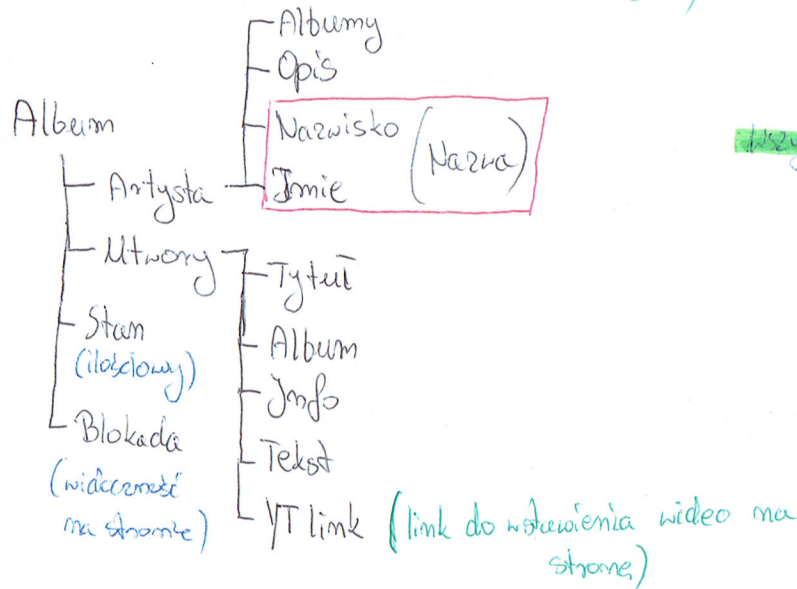 Albumy
Opis
Nazwisko (Nazwa)
Imie
Album
Artysta
Utwory
Stan
(ilościowy)
Blokada
(widoczność
na stronie)
Tytuł
Album
Info
Tekst
YT link (link do wstawienia wideo na
stronę)